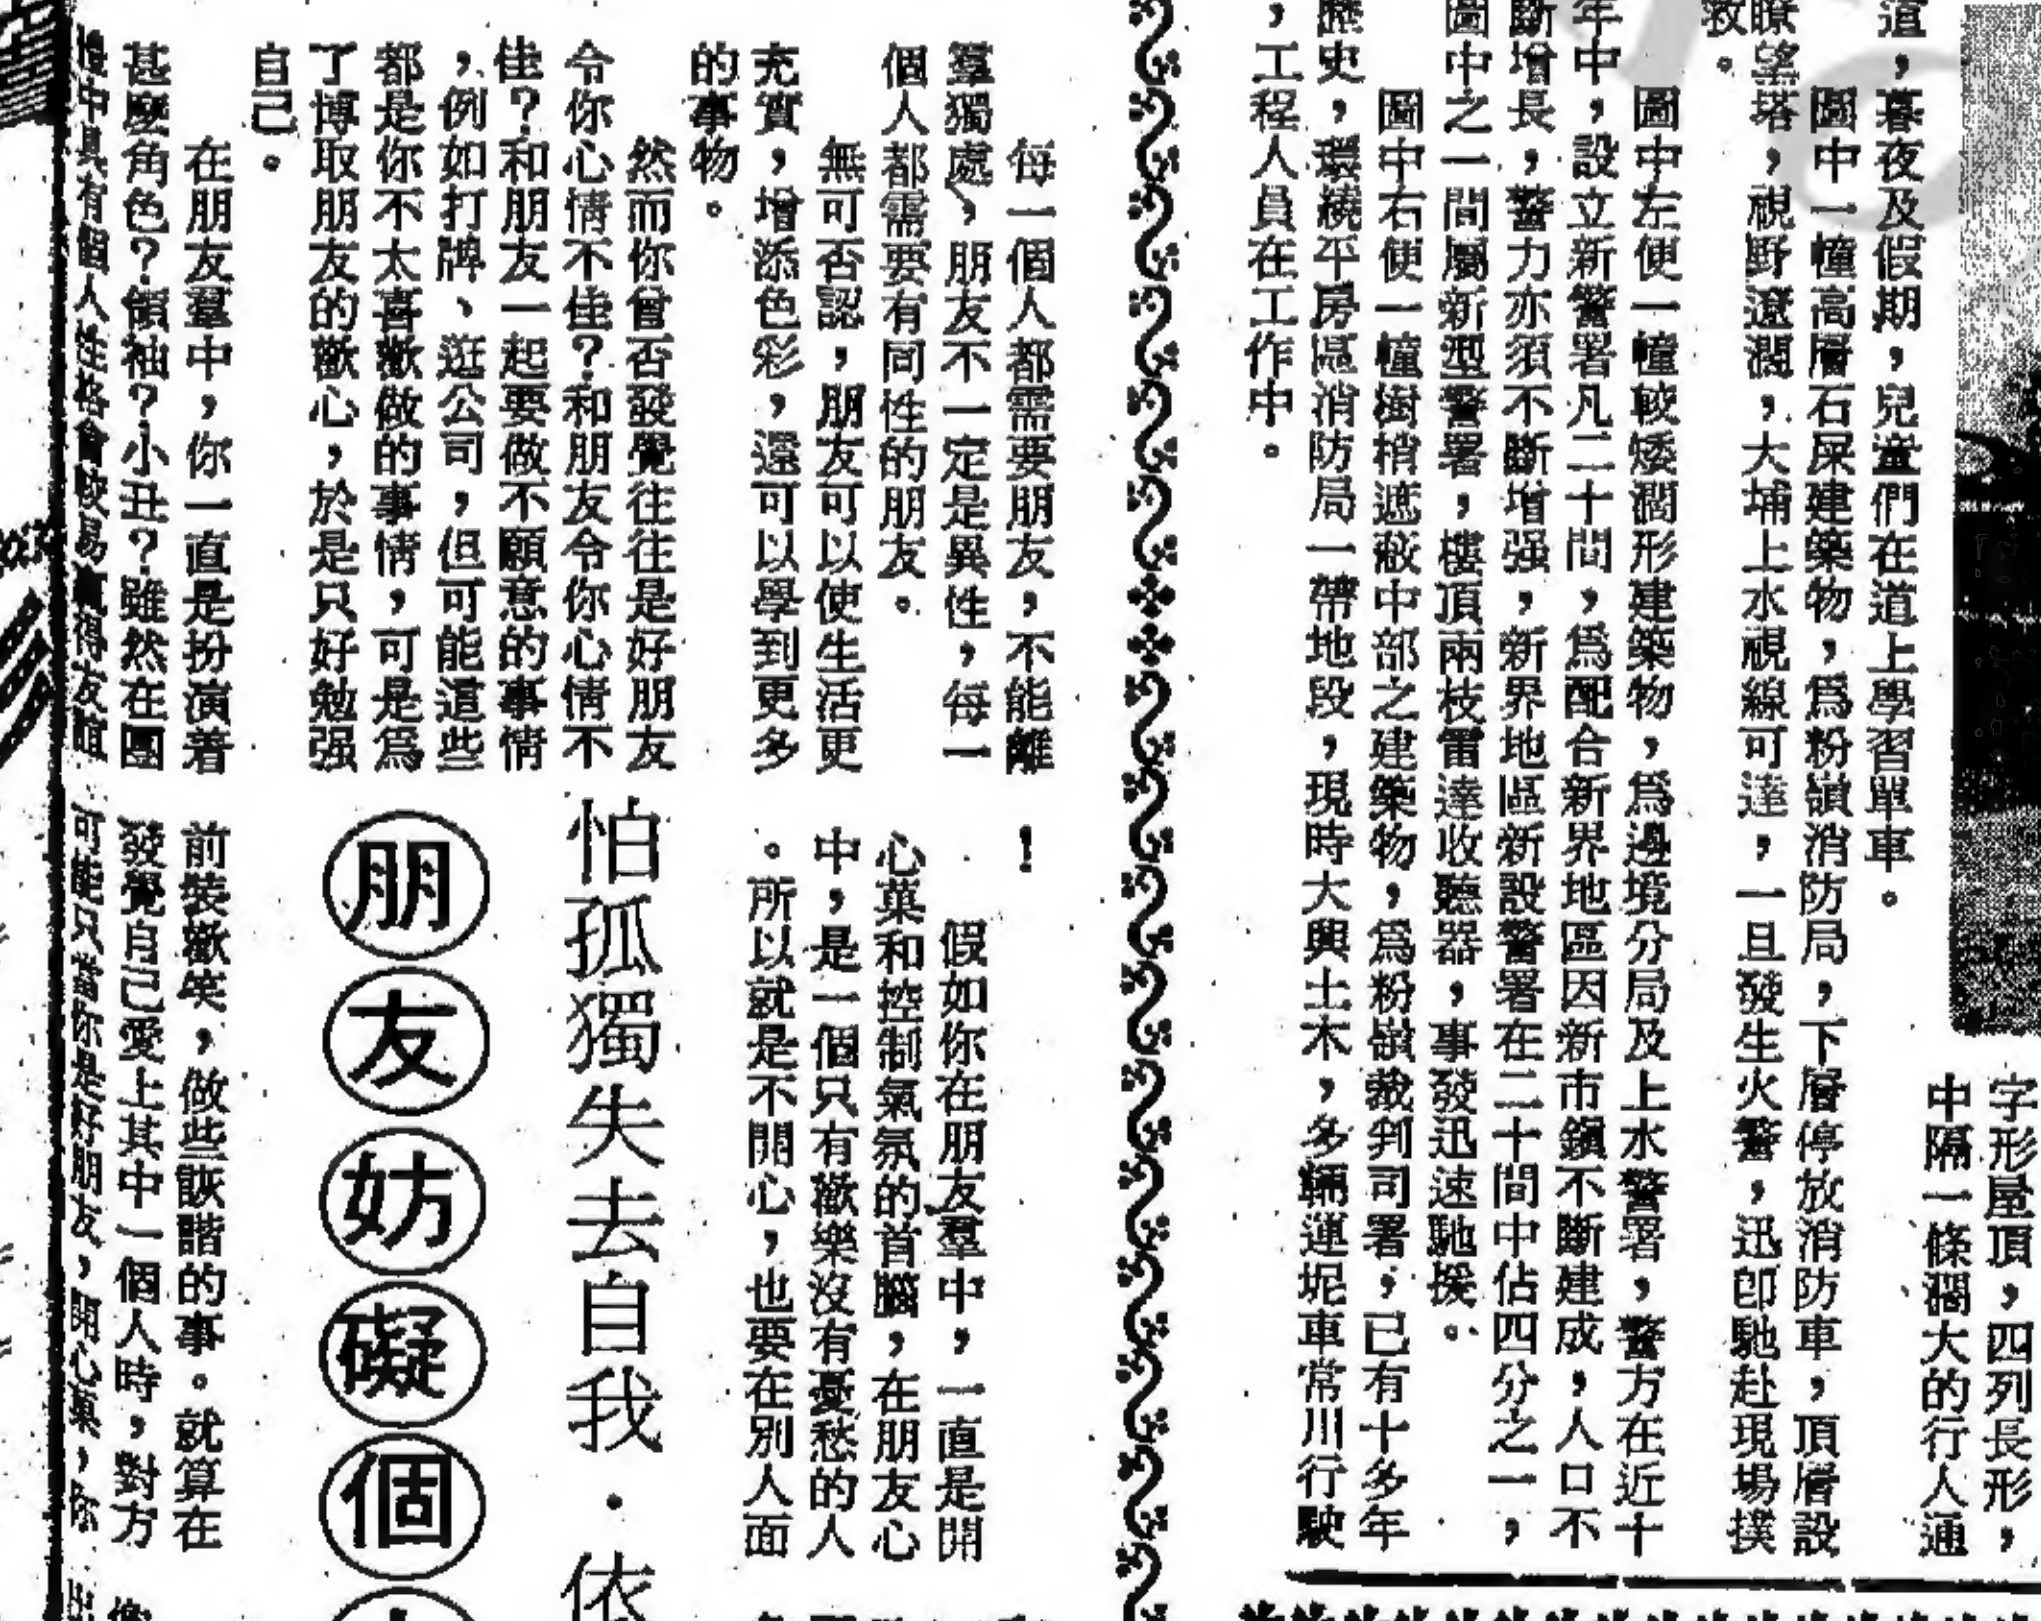 字形屋頂，四列長形，
中隔一條濶大的行人通
道，暮夜及假期，兒童們在道上學習單車。
圖中一幢高層石屎建築物，爲粉嶺消防局，下層停放消防車，頂層設
瞭望塔，視野遼濶，大埔上水視線可達，一旦發生火警，迅卽馳赴現場撲
救。
圖中左便一幢較矮濶形建築物，爲邊境分局及上水警署，警方在近十
年中，設立新警署凡二十間，爲配合新界地區因新市鎭不斷建成，人口不
斷增長，警力亦須不斷增强，新界地區新設警署在二十間中佔四分之一，
圖中之一間屬新型警署，樓頂兩枝雷達收聽器，事發迅速馳援。
圖中右便一幢樹梢遮蔽中部之建築物，爲粉嶺裁判司署，已有十多年
歷史，環繞平房區消防局一帶地段，現時大興土木，多輛運坭車常川行駛
，工程人員在工作中。
怕孤獨失去自我·依
朋友妨礙個
每一個人都需要朋友，不能離
羣獨處，朋友不一定是異性，每一
個人都需要有同性的朋友。
無可否認，朋友可以使生活更
充實，增添色彩，還可以學到更多
的事物。
然而你曾否發覺往往是好朋友
令你心情不佳？和朋友令你心情不
佳？和朋友一起要做不願意的事情
，例如打牌、逛公司，但可能這些
都是你不太喜歡做的事情，可是爲
了博取朋友的歡心，於是只好勉强
自己。
在朋友羣中，你一直是扮演着
甚麼角色？領袖？小丑？雖然在團
中具有個人性格會較易贏得友誼
！
假如你在朋友羣中，一直是開
心菓和控制氣氛的首腦，在朋友心
中，是一個只有歡樂沒有憂愁的人
。所以就是不開心，也要在別人面
前裝歡笑，做些詼諧的事。就算在
發覺自己愛上其中一個人時，對方
可能只當你是好朋友，開心菓，你